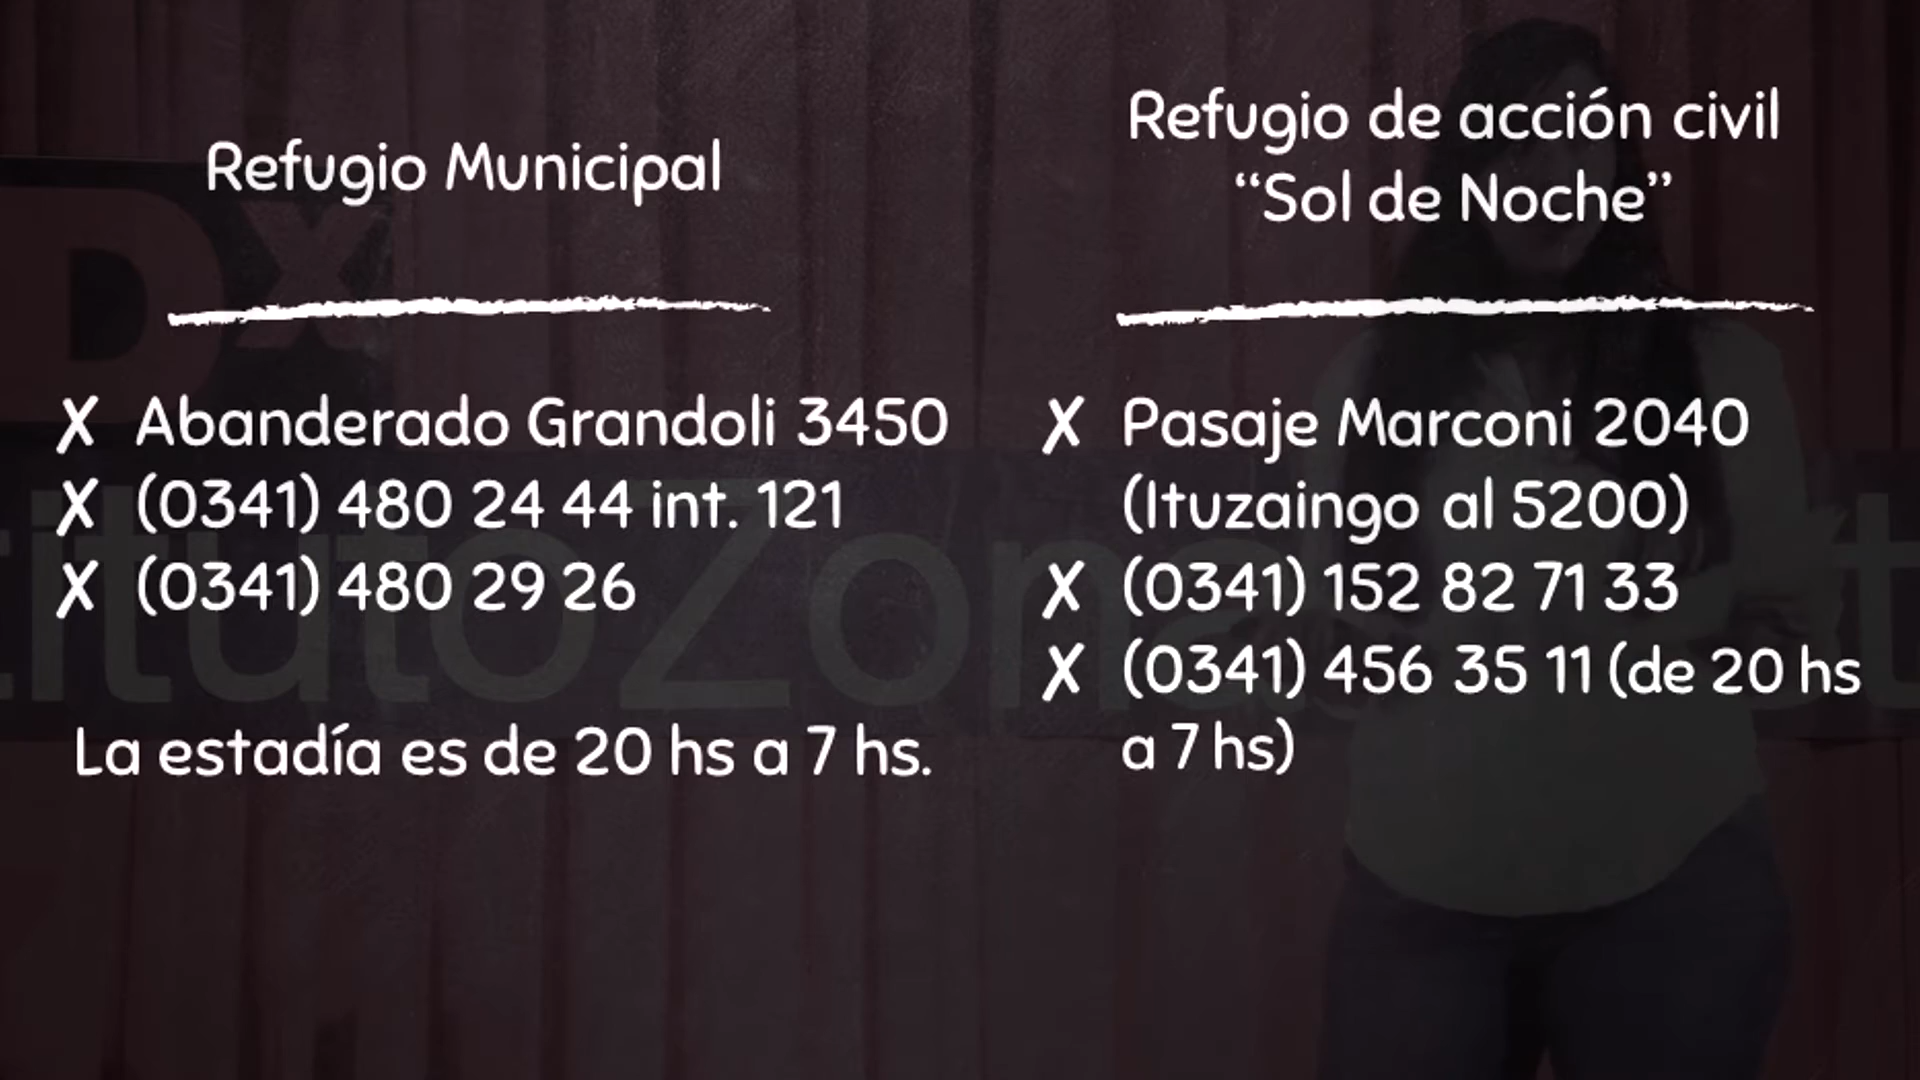 Refugio Municipal
✗ Abanderado Grandoli 3450
✗ (0341) 480 24 44 int. 121
✗ (0341) 480 29 26
La estadía es de 20 hs a 7 hs.
Refugio de acción civil
“Sol de Noche”
✗ Pasaje Marconi 2040
(Ituzaingo al 5200)
✗ (0341) 152 82 71 33
✗ (0341) 456 35 11 (de 20 hs
a 7 hs)
Dx
titutoZona
t